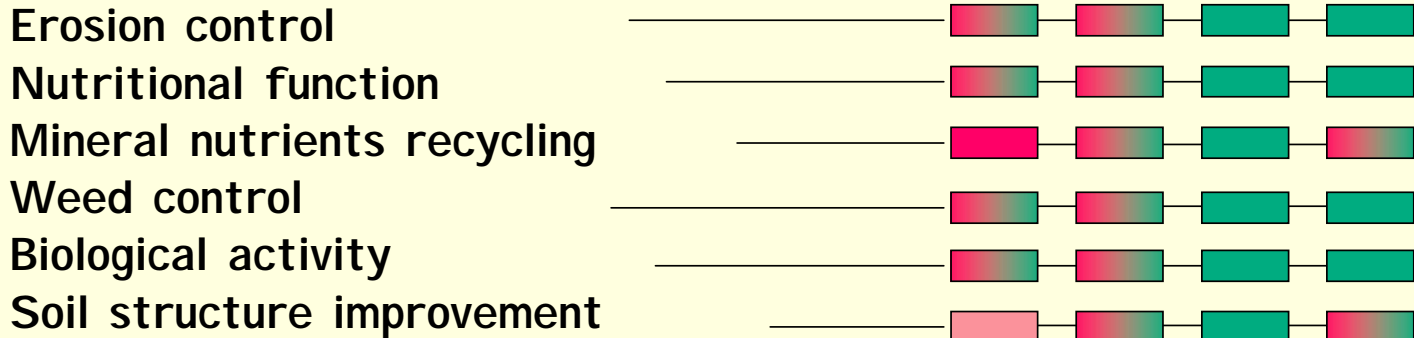 Erosion control
Nutritional function
Mineral nutrients recycling
Weed control
Biological activity
Soil structure improvement